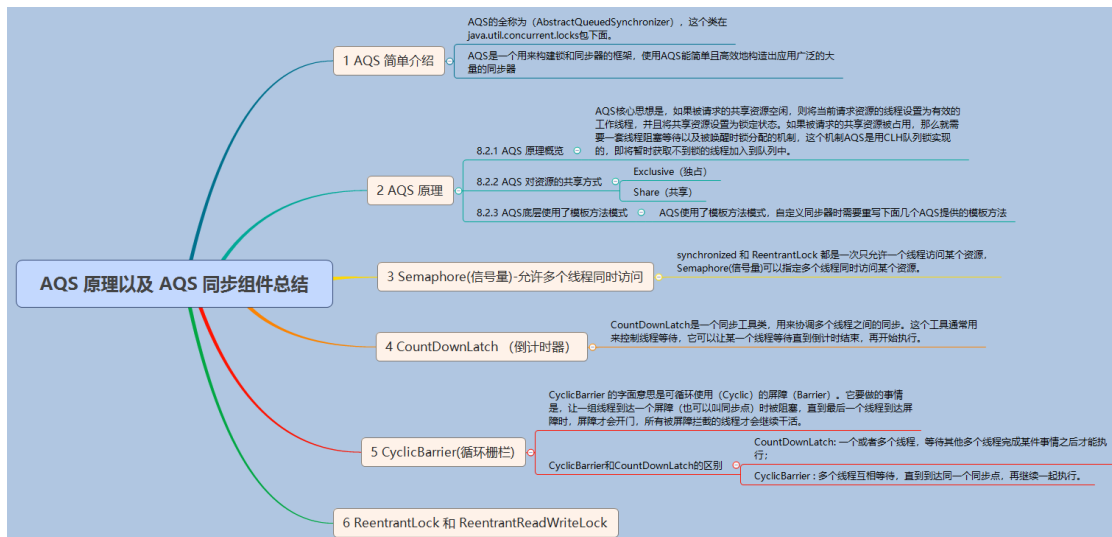 AQS 原理以及 AQS 同步组件总结
1 AQS 简单介绍
AQS的全称为（AbstractQueuedSynchronizer），这个类在
java.util.concurrent.locks包下面。
AQS是一个用来构建锁和同步器的框架，使用AQS能简单且高效地构造出应用广泛的大
量的同步器
2 AQS 原理
8.2.1 AQS 原理概览
AQS核心思想是，如果被请求的共享资源空闲，则将当前请求资源的线程设置为有效的
工作线程，并且将共享资源设置为锁定状态。如果被请求的共享资源被占用，那么就需
要一套线程阻塞等待以及被唤醒时锁分配的机制，这个机制AQS是用CLH队列锁实现
的，即将暂时获取不到锁的线程加入到队列中。
8.2.2 AQS 对资源的共享方式
Exclusive（独占）
Share（共享）
8.2.3 AQS底层使用了模板方法模式
AQS使用了模板方法模式，自定义同步器时需要重写下面几个AQS提供的模板方法
3 Semaphore(信号量)-允许多个线程同时访问
synchronized 和 ReentrantLock 都是一次只允许一个线程访问某个资源，
Semaphore(信号量)可以指定多个线程同时访问某个资源。
4 CountDownLatch （倒计时器）
CountDownLatch是一个同步工具类，用来协调多个线程之间的同步。这个工具通常用
来控制线程等待，它可以让某一个线程等待直到倒计时结束，再开始执行。
5 CyclicBarrier(循环栅栏)
CyclicBarrier 的字面意思是可循环使用（Cyclic）的屏障（Barrier）。它要做的事情
是，让一组线程到达一个屏障（也可以叫同步点）时被阻塞，直到最后一个线程到达屏
障时，屏障才会开门，所有被屏障拦截的线程才会继续干活。
CyclicBarrier和CountDownLatch的区别
CountDownLatch: 一个或者多个线程，等待其他多个线程完成某件事情之后才能执
行；
CyclicBarrier : 多个线程互相等待，直到到达同一个同步点，再继续一起执行。
6 ReentrantLock 和 ReentrantReadWriteLock